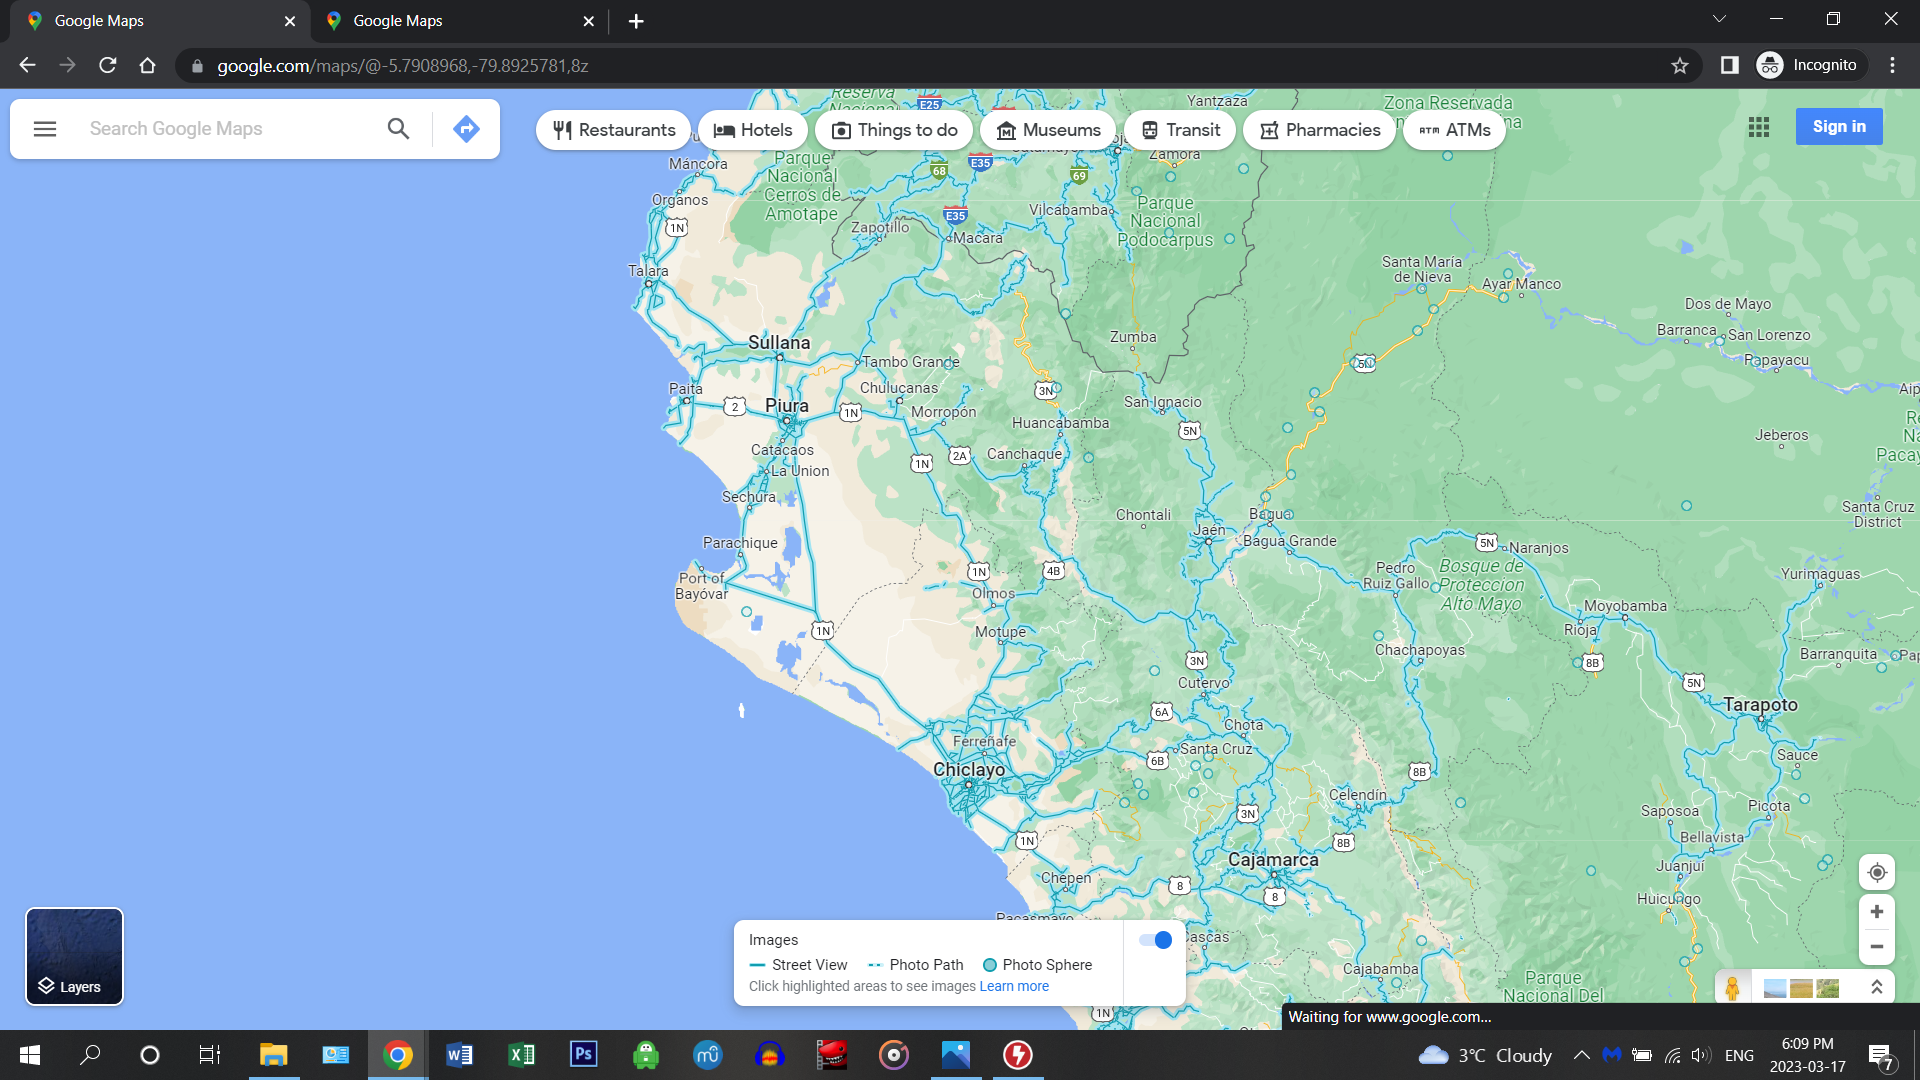 Google Maps
Google Maps
google.com/maps/@-5.7908968,-79.8925781,8z
Incognito
Search Google Maps
Restaurants
Hotels
Things to do
Museums
Transit
Pharmacies
ATM ATMs
Sign in
Reserva
Nacional
E25
Yantzaza
Zona Reservada
Máncora
Parque
Nacional
Cerros de
Amotape
68
E35
69
Zamora
Organos
1N
E35
Vilcabamba
Parque
Nacional
Podocarpus
Zapotillo
Macara
Talara
Santa María
de Nieva
Ayar Manco
Dos de Mayo
Barranca
San Lorenzo
Zumba
Sullana
Tambo Grande
5N
Papayacu
Paita
Chulucanas
3N
2
Piura
1N
Morropón
San Ignacio
Huancabamba
5N
Jeberos
Catacaos
La Union
1N
2A
Canchaque
Sechura
Chontali
Bagua
Santa Cruz
District
Jaén
Bagua Grande
Parachique
5N
Naranjos
Port of
Bayóvar
1N
4B
Pedro
Ruiz Gallo
Bosque de
Proteccion
Alto Mayo
Yurimaguas
Olmos
Moyobamba
1N
Motupe
Rioja
3N
Chachapoyas
8B
Barranquita
Cutervo
5N
6A
Tarapoto
Chota
Ferreñafe
Santa Cruz
6B
Sauce
Chiclayo
8B
Celendín
Saposoa
Picota
3N
1N
8B
Bellavista
Cajamarca
Juanjuí
Chepen
8
8
Huicungo
Pacasmayo
Cascas
Cajabamba
Parque
Nacional Del
1N
Images
Street View
Photo Path
Photo Sphere
Click highlighted areas to see images Learn more
Layers
Waiting for www.google.com...
3°C Cloudy
ENG
6:09 PM
2023-03-17
7